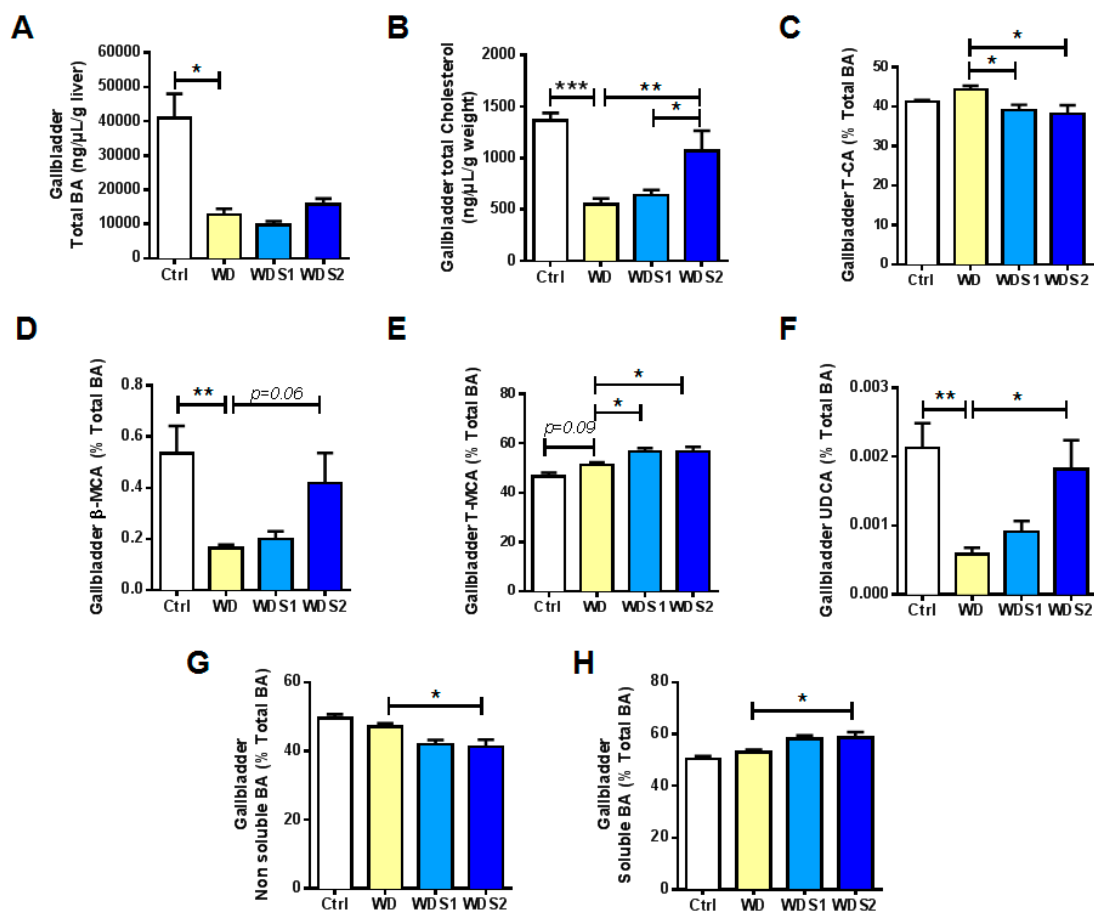 A
Gallbladder
Total BA (ng/µL/g liver)
60000
50000
40000
30000
20000
10000
0
*
Ctrl WD WDS1 WDS2
B
Gallbladder total Cholesterol
(ng/µL/g weight)
2000
1500
1000
500
0
*** **
*
Ctrl WD WDS1 WDS2
C
Gallbladder T-CA (% Total BA)
50
40
30
20
10
0
*
*
Ctrl WD WDS1 WDS2
D
Gallbladder β-MCA (% Total BA)
0.8
0.6
0.4
0.2
0.0
** p=0.06
Ctrl WD WDS1 WDS2
E
Gallbladder T-MCA (% Total BA)
80
60
40
20
0
*
*
p=0.09
Ctrl WD WDS1 WDS2
F
Gallbladder UDCA (% Total BA)
0.003
0.002
0.001
0.000
** *
Ctrl WD WDS1 WDS2
G
Gallbladder
Non soluble BA (% Total BA)
60
40
20
0
*
Ctrl WD WDS1 WDS2
H
Gallbladder
Soluble BA (% Total BA)
80
60
40
20
0
*
Ctrl WD WDS1 WDS2